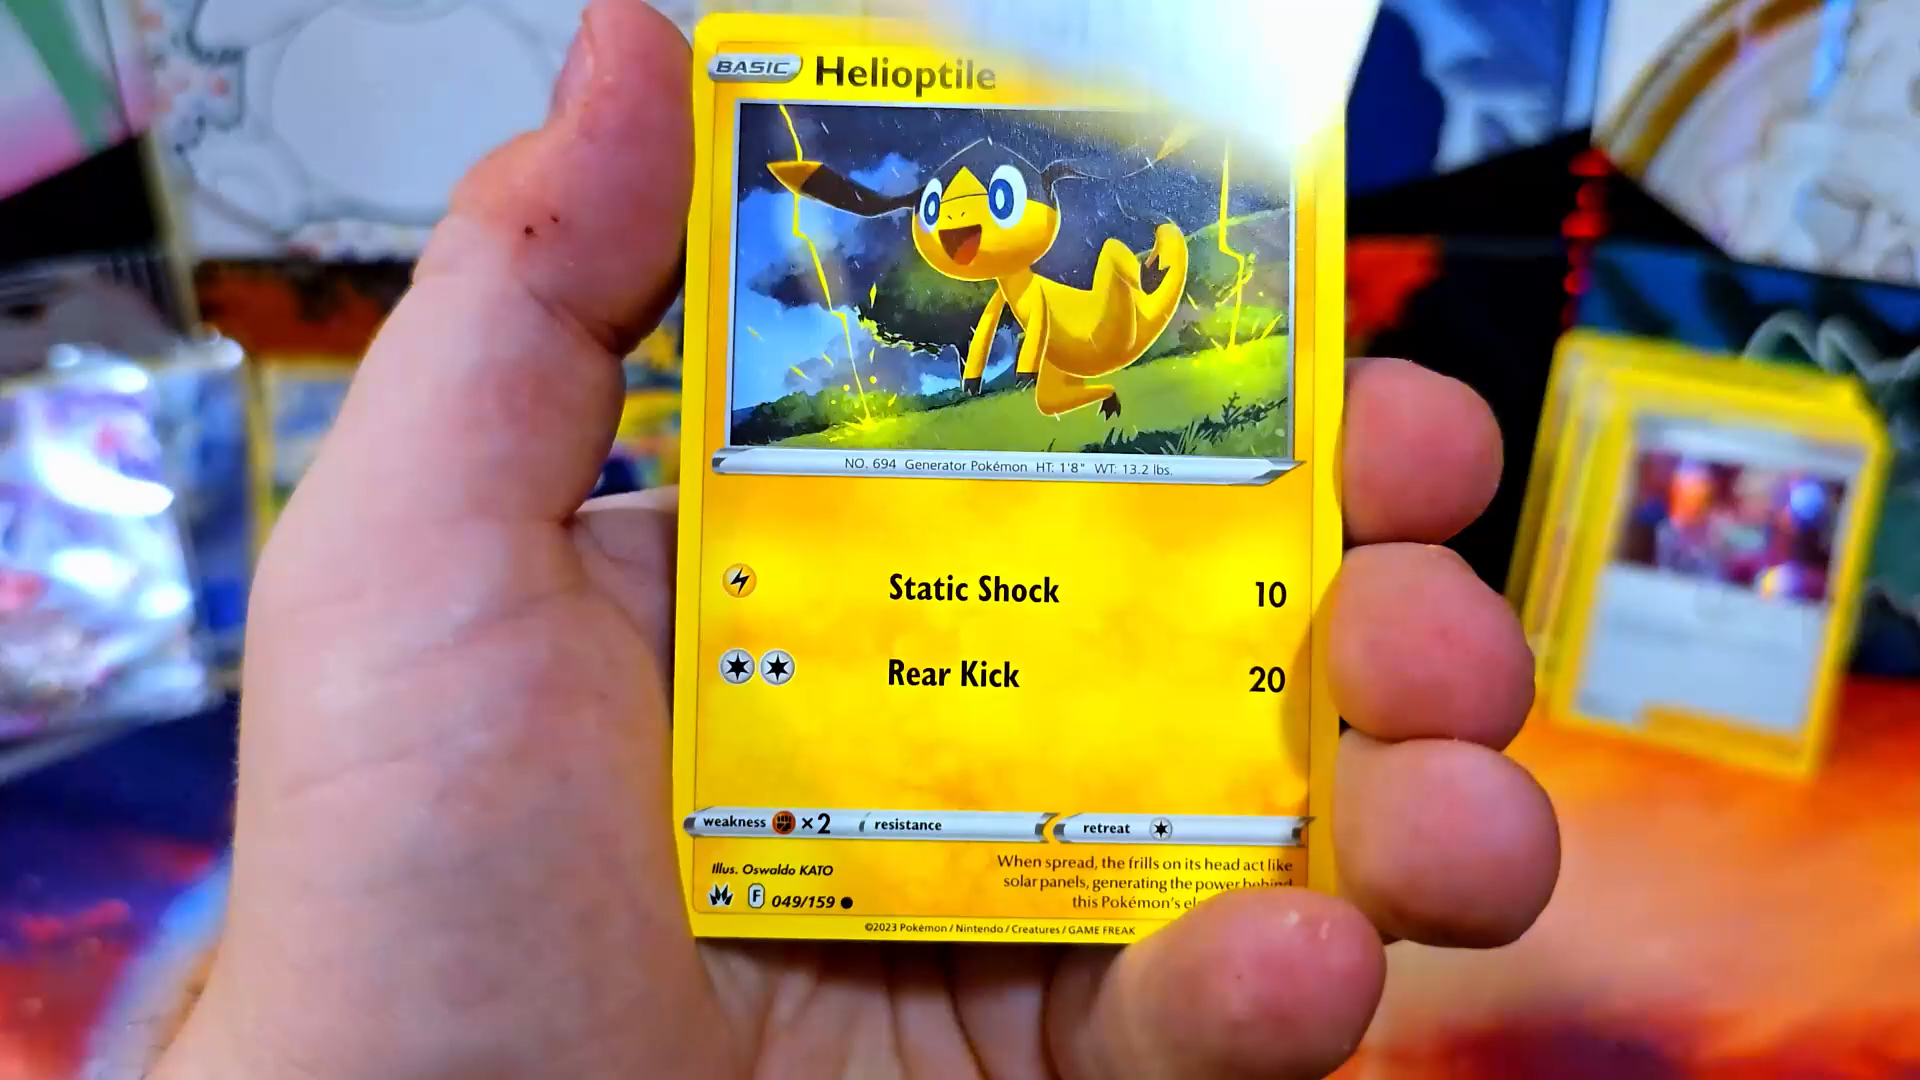 BASIC Helioptile
NO. 694 Generator Pokémon HT: 1'8" WT: 13.2 lbs.
Static Shock 10
Rear Kick 20
weakness ×2 resistance retreat
Illus. Oswaldo KATO
When spread, the frills on its head act like
solar panels, generating the power behind
this Pokémon's
F 049/159
©2023 Pokémon / Nintendo / Creatures / GAME FREAK